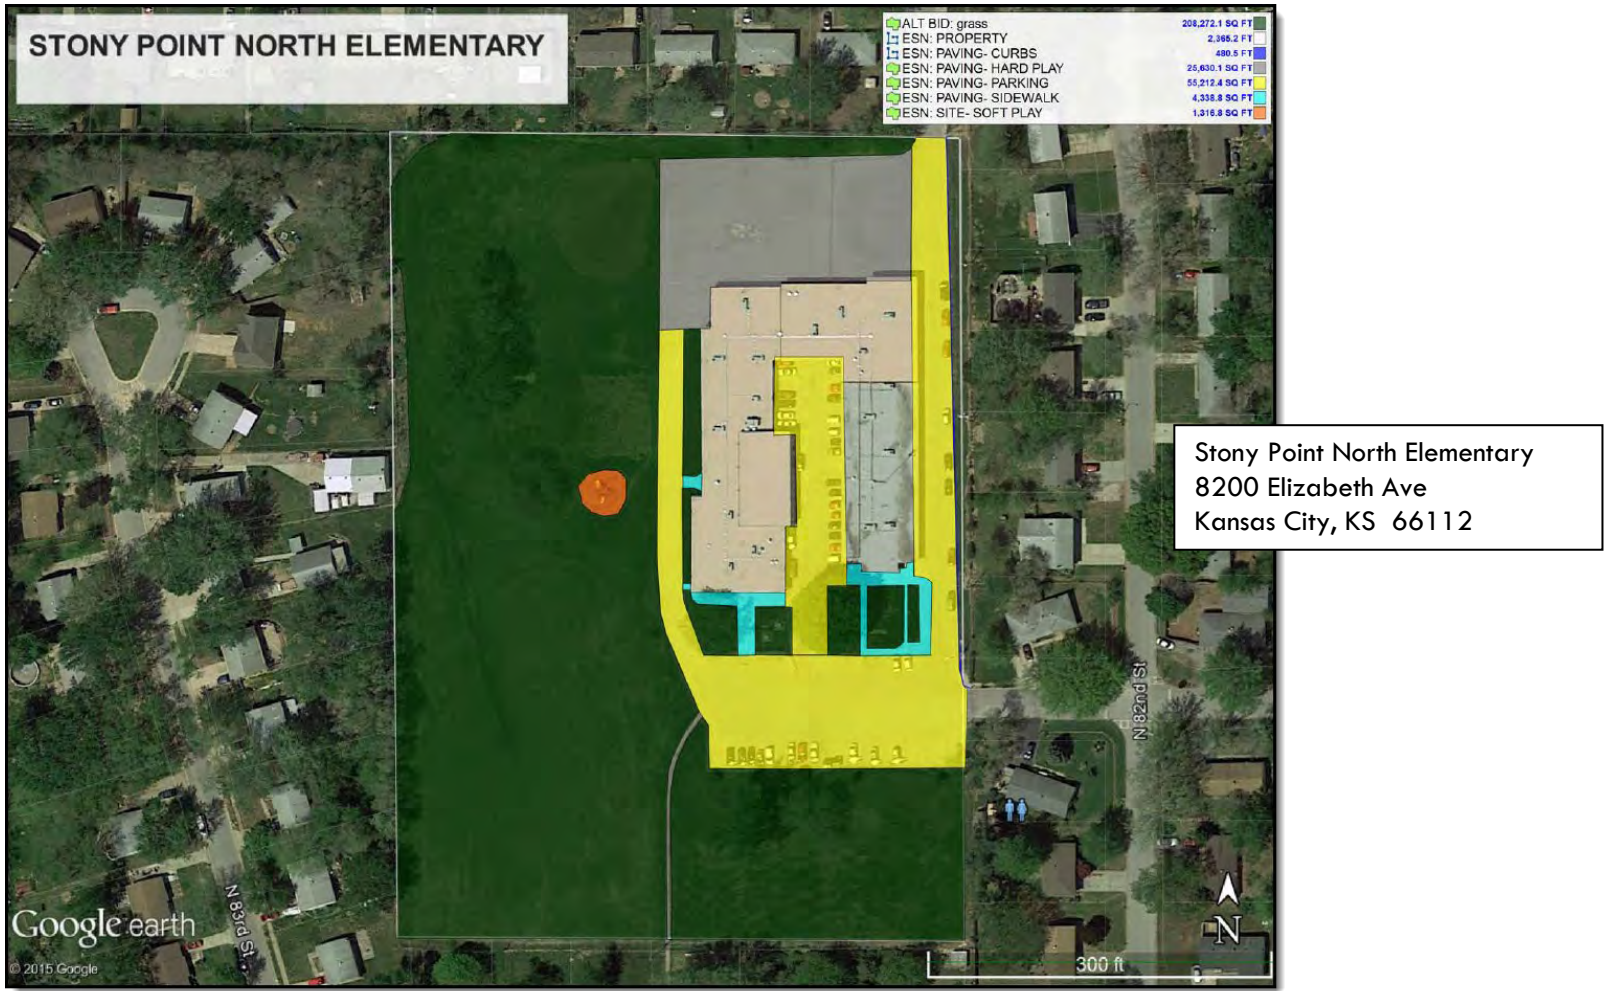 STONY POINT NORTH ELEMENTARY
ALT BID: grass 208,272.1 SQ FT
ESN: PROPERTY 2,365.2 FT
ESN: PAVING- CURBS 480.5 FT
ESN: PAVING- HARD PLAY 25,630.1 SQ FT
ESN: PAVING- PARKING 55,212.4 SQ FT
ESN: PAVING- SIDEWALK 4,338.8 SQ FT
ESN: SITE- SOFT PLAY 1,316.8 SQ FT
Stony Point North Elementary
8200 Elizabeth Ave
Kansas City, KS 66112
N 82nd St
N 83rd St
Google earth
© 2015 Google
N
300 ft